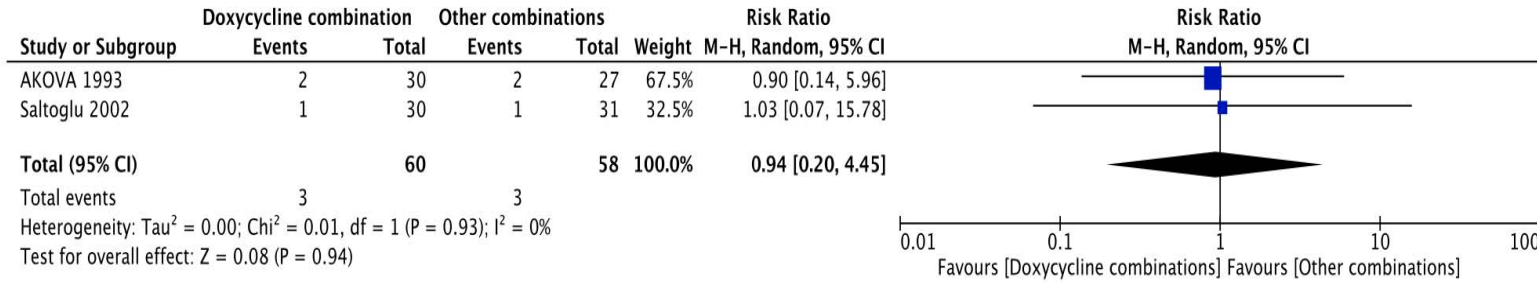 Doxycycline combination Other combinations Risk Ratio Risk Ratio
Study or Subgroup Events Total Events Total Weight M-H, Random, 95% CI M-H, Random, 95% CI
AKOVA 1993 2 30 2 27 67.5% 0.90 [0.14, 5.96]
Saltoglu 2002 1 30 1 31 32.5% 1.03 [0.07, 15.78]
Total (95% CI) 60 58 100.0% 0.94 [0.20, 4.45]
Total events 3 3
Heterogeneity: Tau² = 0.00; Chi² = 0.01, df = 1 (P = 0.93); I² = 0%
Test for overall effect: Z = 0.08 (P = 0.94)
0.01 0.1 1 10 100
Favours [Doxycycline combinations] Favours [Other combinations]